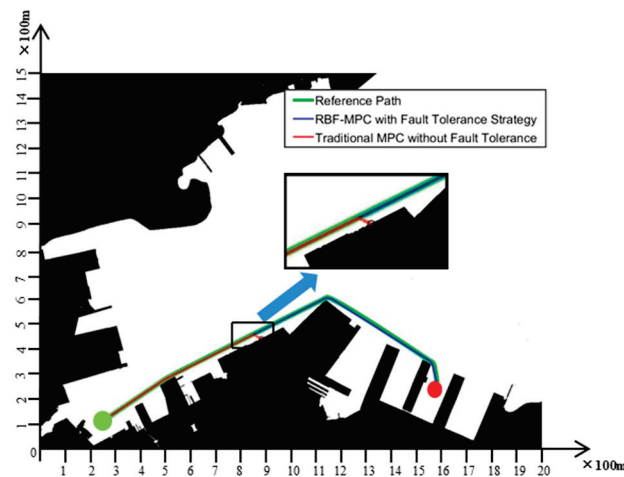 ×100m
15
14
13
12
11
10
9
8
7
6
5
4
3
2
1
0
Reference Path
RBF-MPC with Fault Tolerance Strategy
Traditional MPC without Fault Tolerance
1 2 3 4 5 6 7 8 9 10 11 12 13 14 15 16 17 18 19 20
×100m